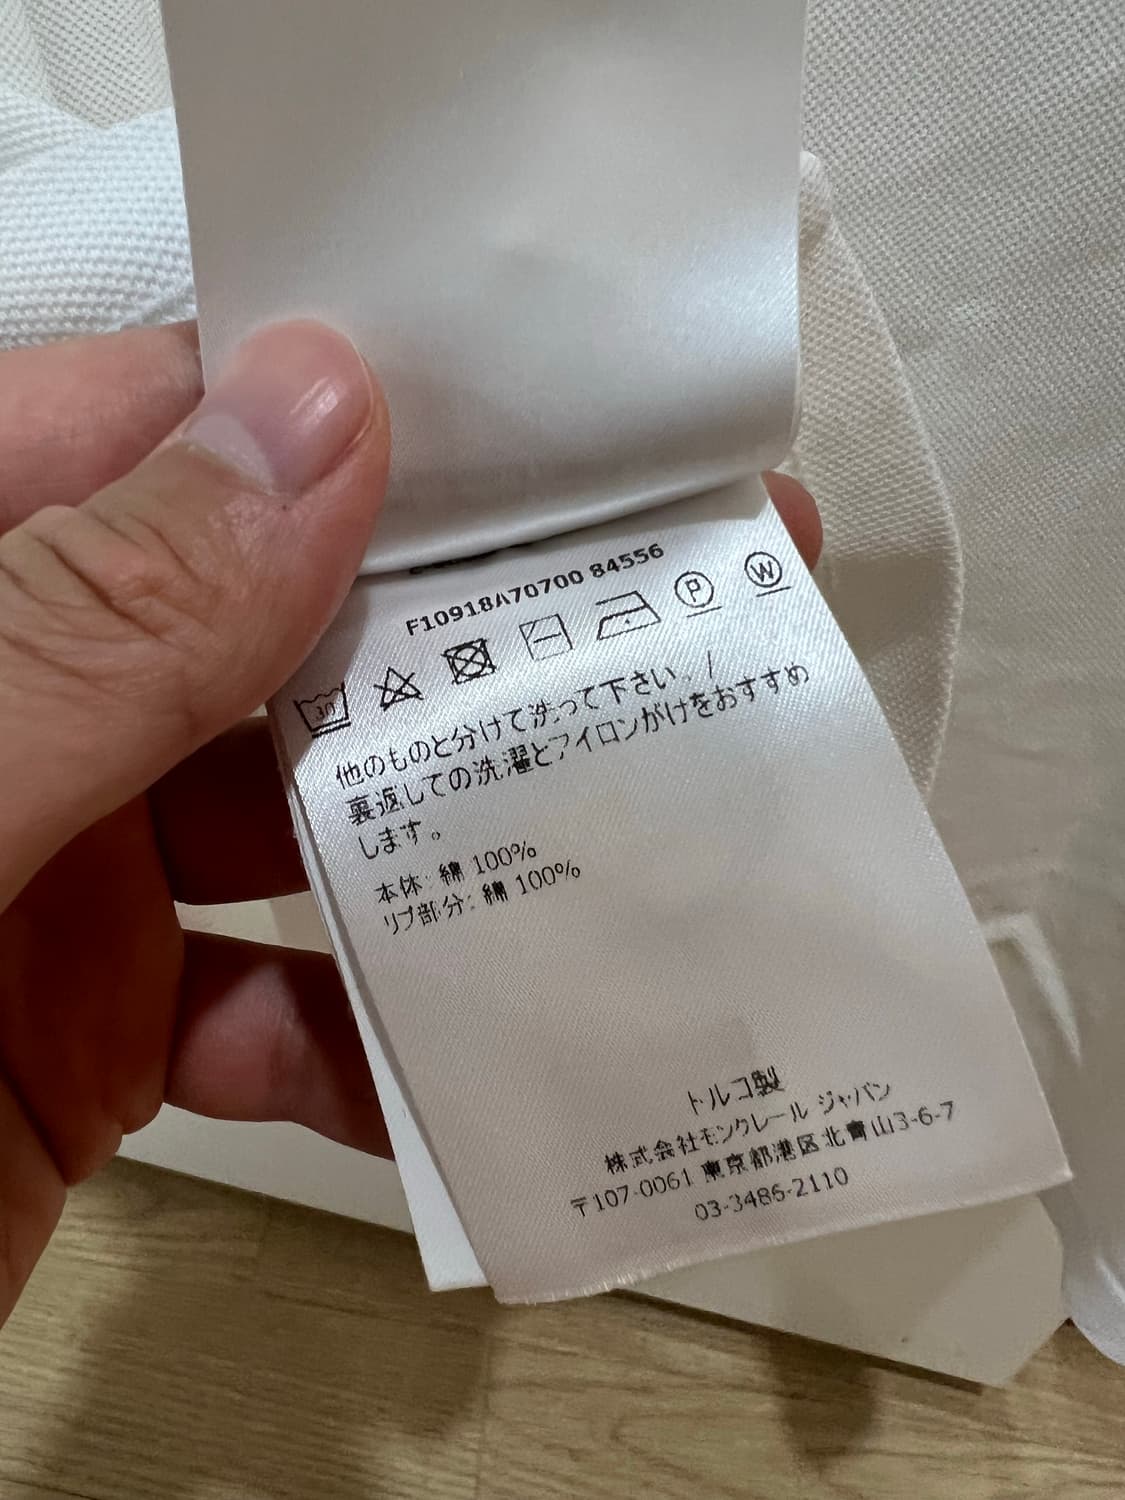 F10918A70700 84556
30
P W
他のものと分けて洗って下さい。/
裏返しての洗濯とアイロンがけをおすすめ
します。
本体: 綿 100%
リブ部分: 綿 100%
トルコ製
株式会社モンクレール ジャパン
〒107-0061 東京都港区北青山3-6-7
03-3486-2110